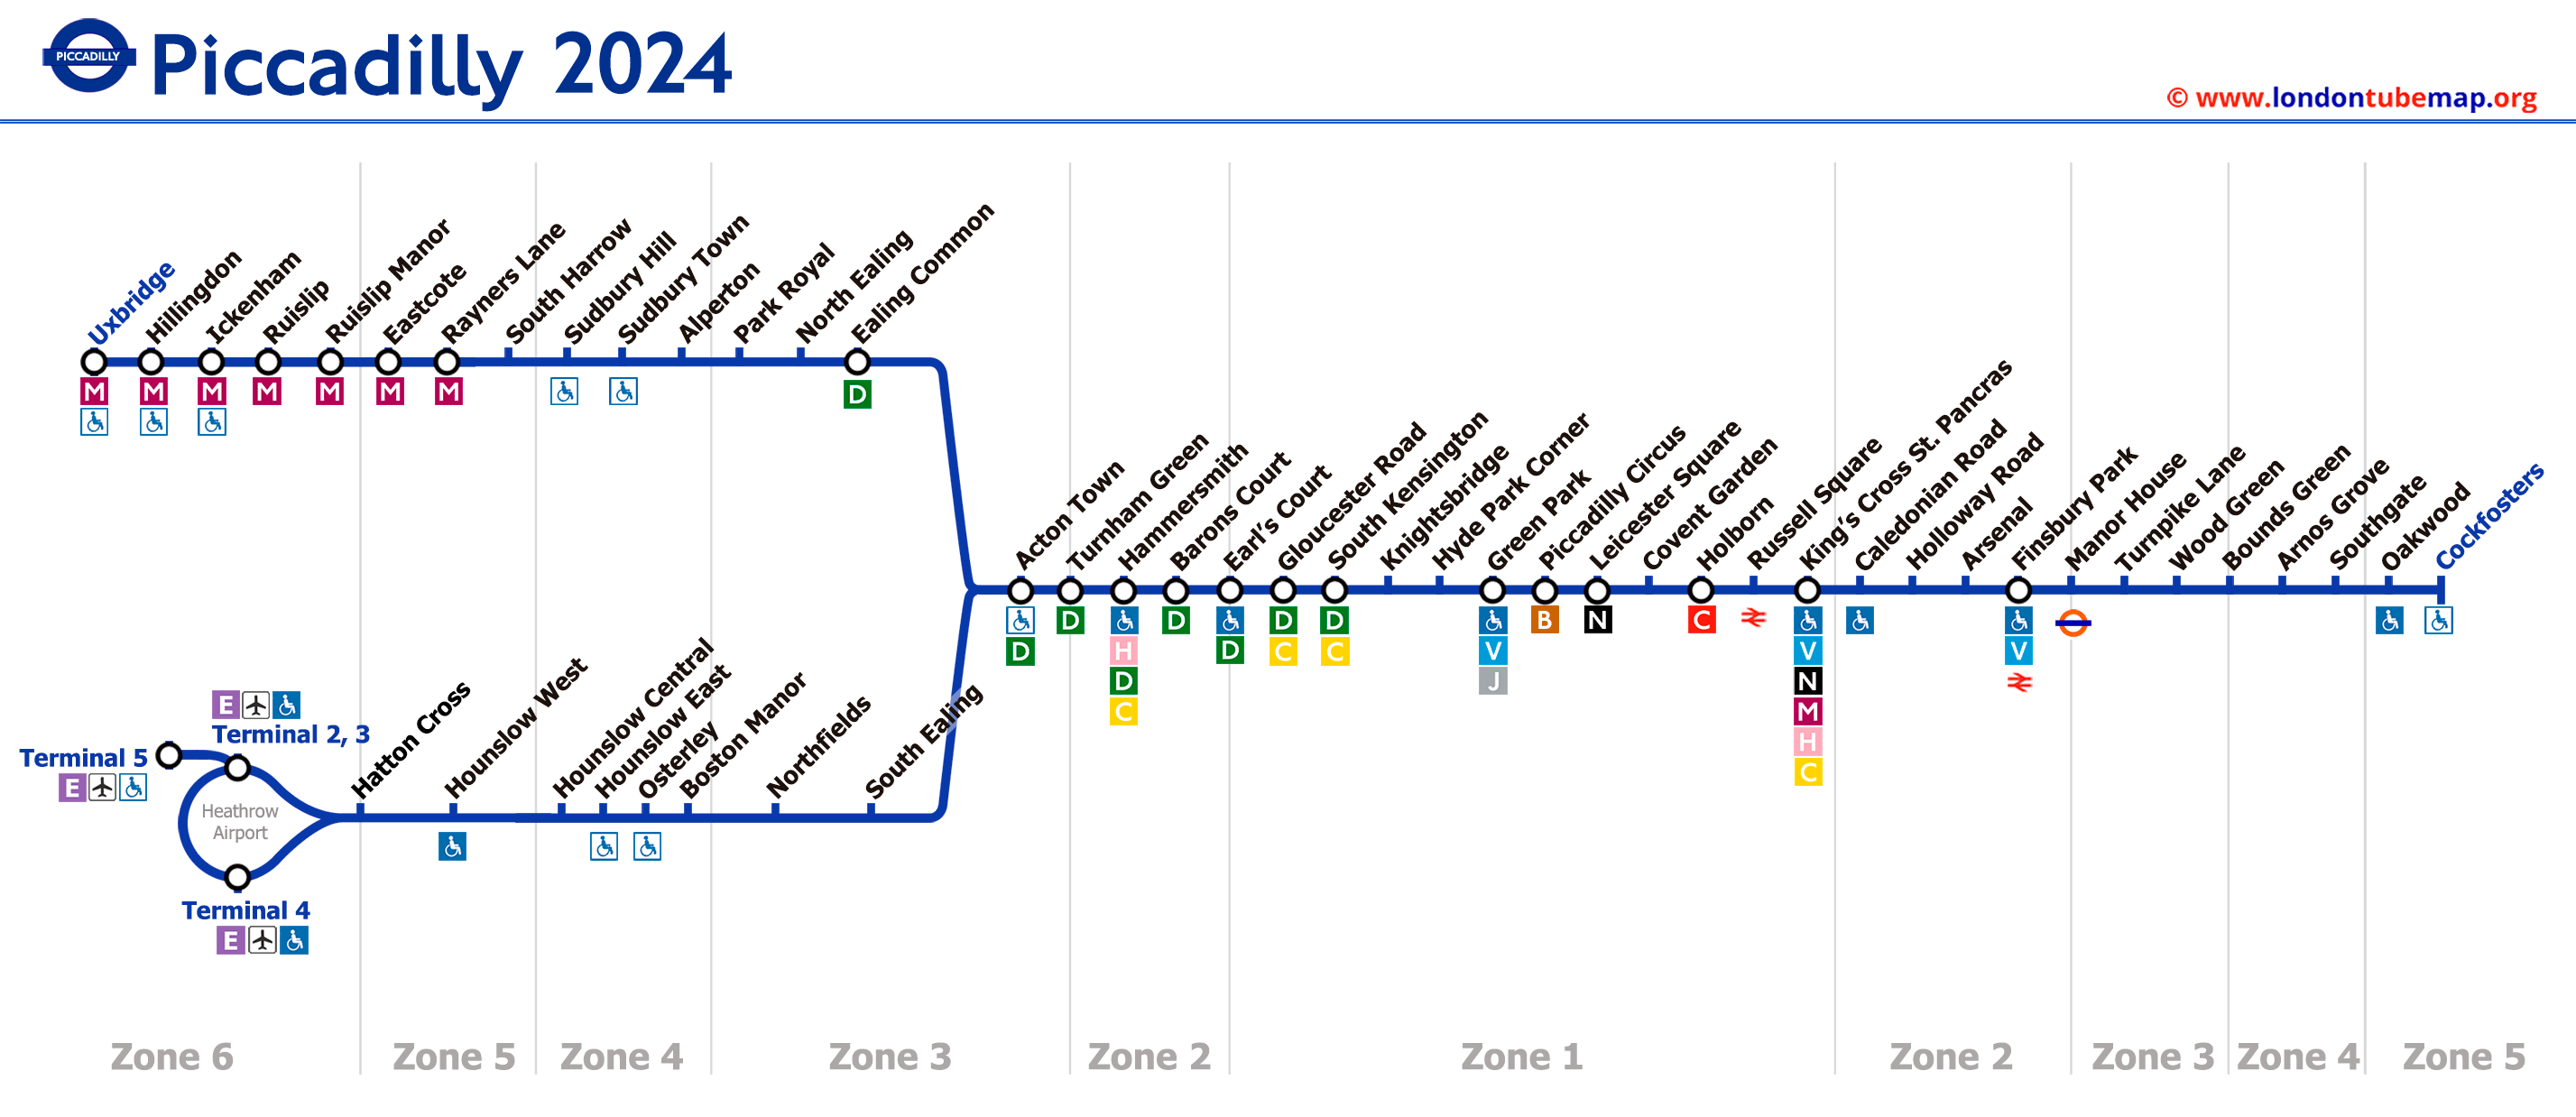 PICCADILLY
Piccadilly 2024
© www.londontubemap.org
Uxbridge
Hillingdon
Ickenham
Ruislip
Ruislip Manor
Eastcote
Rayners Lane
South Harrow
Sudbury Hill
Sudbury Town
Alperton
Park Royal
North Ealing
Ealing Common
M
M
M
M
M
M
M
D
Acton Town
Turnham Green
Hammersmith
Barons Court
Earl's Court
Gloucester Road
South Kensington
Knightsbridge
Hyde Park Corner
Green Park
Piccadilly Circus
Leicester Square
Covent Garden
Holborn
Russell Square
King's Cross St. Pancras
Caledonian Road
Holloway Road
Arsenal
Finsbury Park
Manor House
Turnpike Lane
Wood Green
Bounds Green
Arnos Grove
Southgate
Oakwood
Cockfosters
D
D
H
D
C
D
D
D
C
D
C
V
J
B
N
C
V
N
M
H
C
V
E
Terminal 2, 3
Terminal 5
E
Heathrow
Airport
Terminal 4
E
Hatton Cross
Hounslow West
Hounslow Central
Hounslow East
Osterley
Boston Manor
Northfields
South Ealing
Zone 6
Zone 5
Zone 4
Zone 3
Zone 2
Zone 1
Zone 2
Zone 3
Zone 4
Zone 5